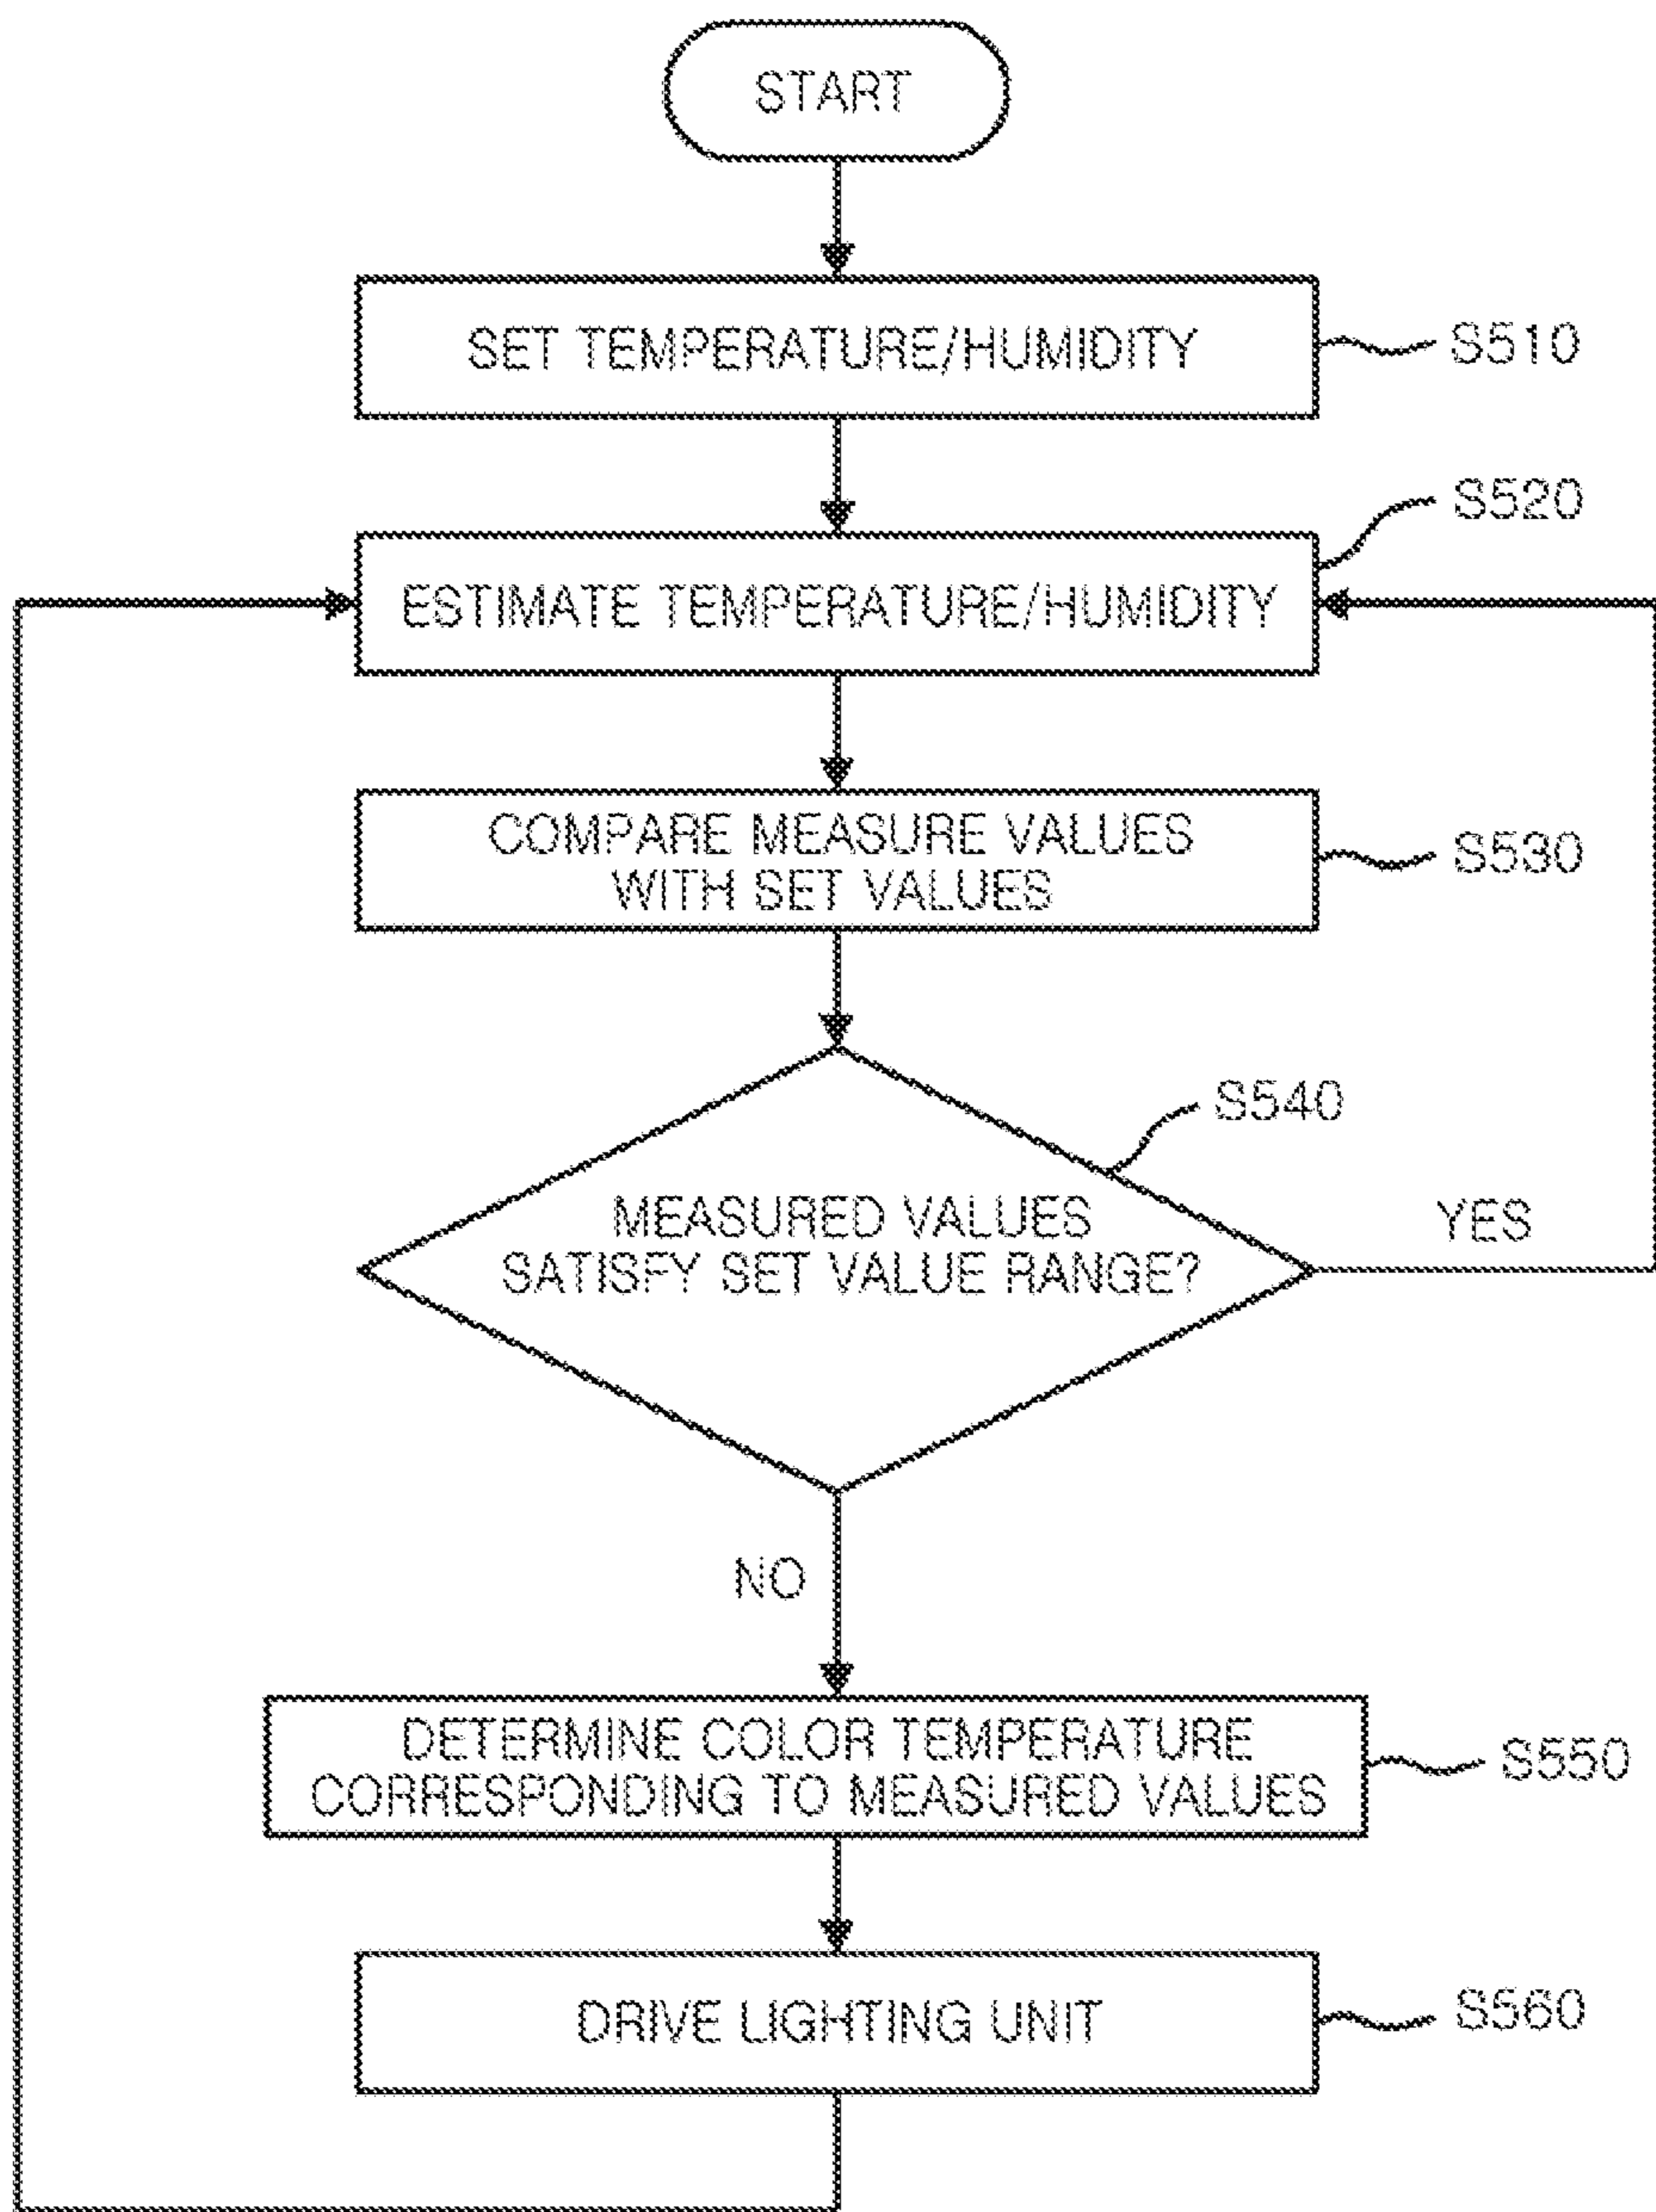 START
SET TEMPERATURE/HUMIDITY
S510
S520
ESTIMATE TEMPERATURE/HUMIDITY
COMPARE MEASURE VALUES
WITH SET VALUES
S530
S540
MEASURED VALUES
SATISFY SET VALUE RANGE?
YES
NO
DETERMINE COLOR TEMPERATURE
CORRESPONDING TO MEASURED VALUES
S550
DRIVE LIGHTING UNIT
S560